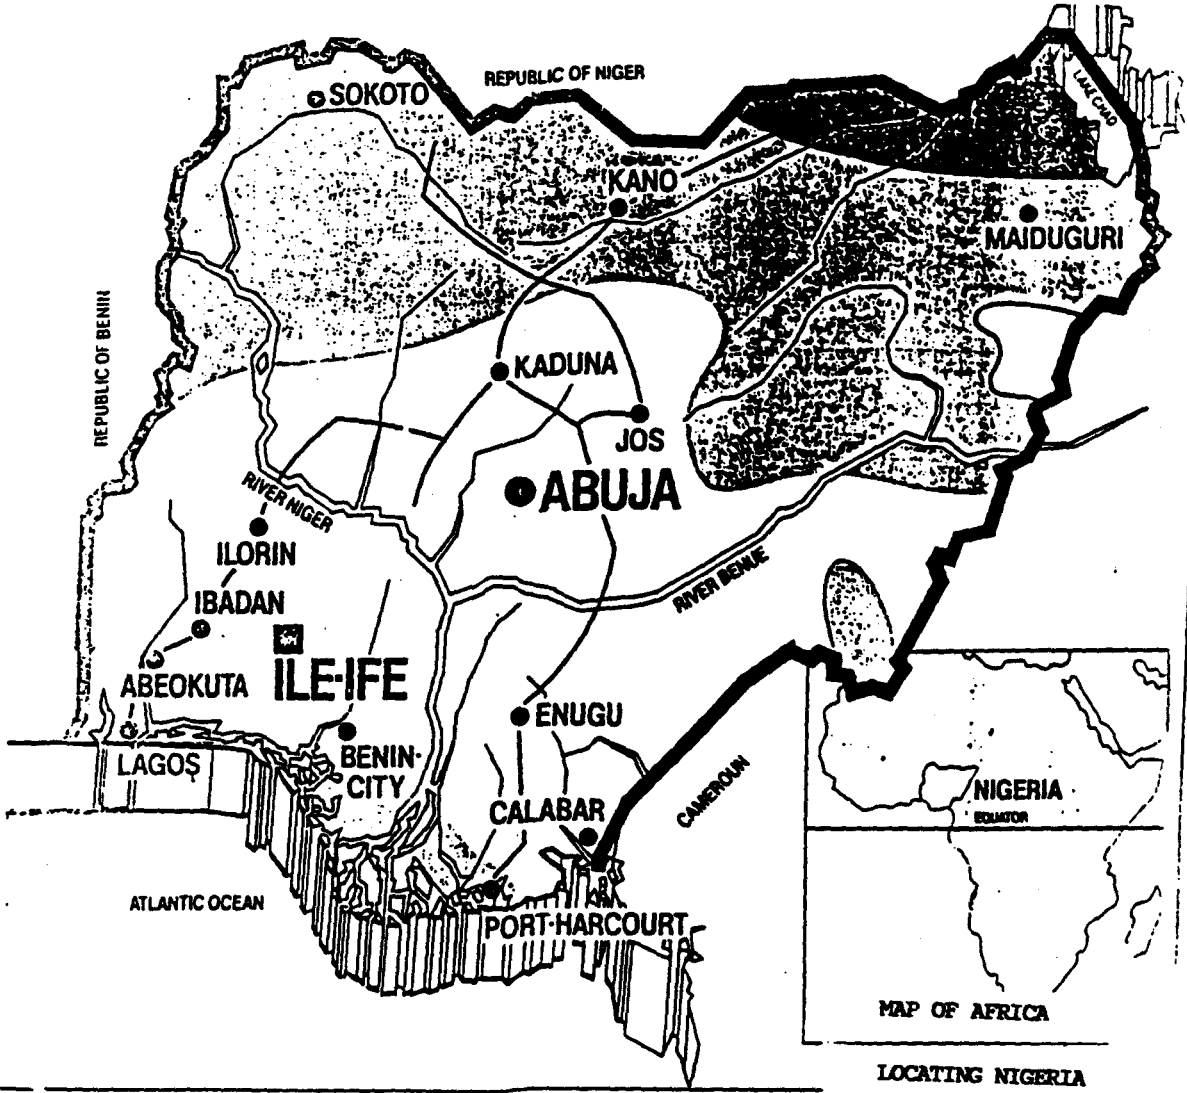 REPUBLIC OF NIGER
SOKOTO
LAKE CHAD
KANO
MAIDUGURI
REPUBLIC OF BENIN
KADUNA
JOS
ABUJA
RIVER NIGER
ILORIN
RIVER BENUE
IBADAN
ILE-IFE
ABEOKUTA
ENUGU
LAGOS
BENIN-
CITY
CAMEROUN
NIGERIA
CALABAR
EQUATOR
ATLANTIC OCEAN
PORT-HARCOURT
MAP OF AFRICA
LOCATING NIGERIA